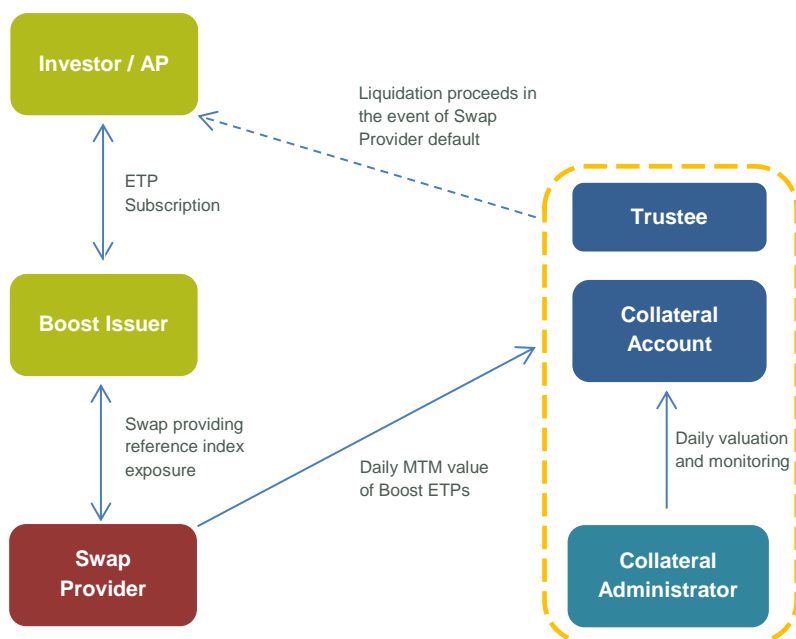 Investor / AP
Liquidation proceeds in
the event of Swap
Provider default
ETP
Subscription
Trustee
Boost Issuer
Collateral
Account
Swap providing
reference index
exposure
Daily MTM value
of Boost ETPs
Daily valuation
and monitoring
Swap
Provider
Collateral
Administrator